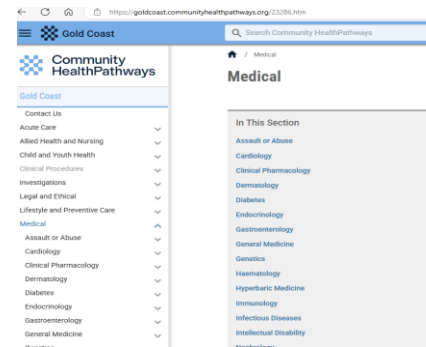 https://goldcoast.communityhealthpathways.org/23286.htm
Gold Coast
Search Community HealthPathways
Community
HealthPathways
Gold Coast
Contact Us
Acute Care
Allied Health and Nursing
Child and Youth Health
Clinical Procedures
Investigations
Legal and Ethical
Lifestyle and Preventive Care
Medical
Assault or Abuse
Cardiology
Clinical Pharmacology
Dermatology
Diabetes
Endocrinology
Gastroenterology
General Medicine
Genetics
/ Medical
Medical
In This Section
Assault or Abuse
Cardiology
Clinical Pharmacology
Dermatology
Diabetes
Endocrinology
Gastroenterology
General Medicine
Genetics
Haematology
Hyperbaric Medicine
Immunology
Infectious Diseases
Intellectual Disability
Nephrology